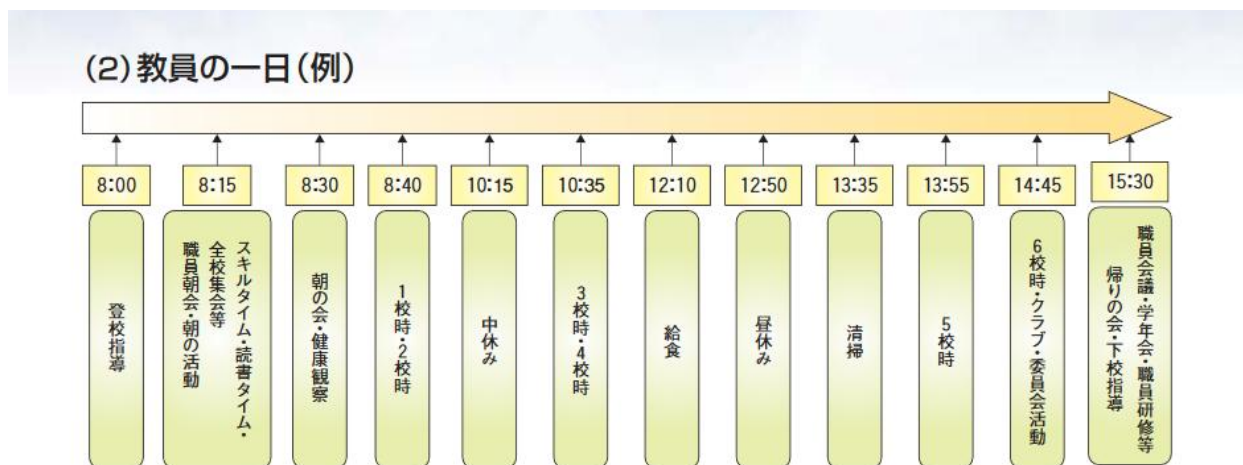 (2)教員の一日(例)
8:00
8:15
8:30
8:40
10:15
10:35
12:10
12:50
13:35
13:55
14:45
15:30
登校指導
スキルタイム・読書タイム・
全校集会等
職員朝会・朝の活動
朝の会・健康観察
1校時・2校時
中休み
3校時・4校時
給食
昼休み
清掃
5校時
6校時・クラブ・委員会活動
職員会議・学年会・職員研修等
帰りの会・下校指導